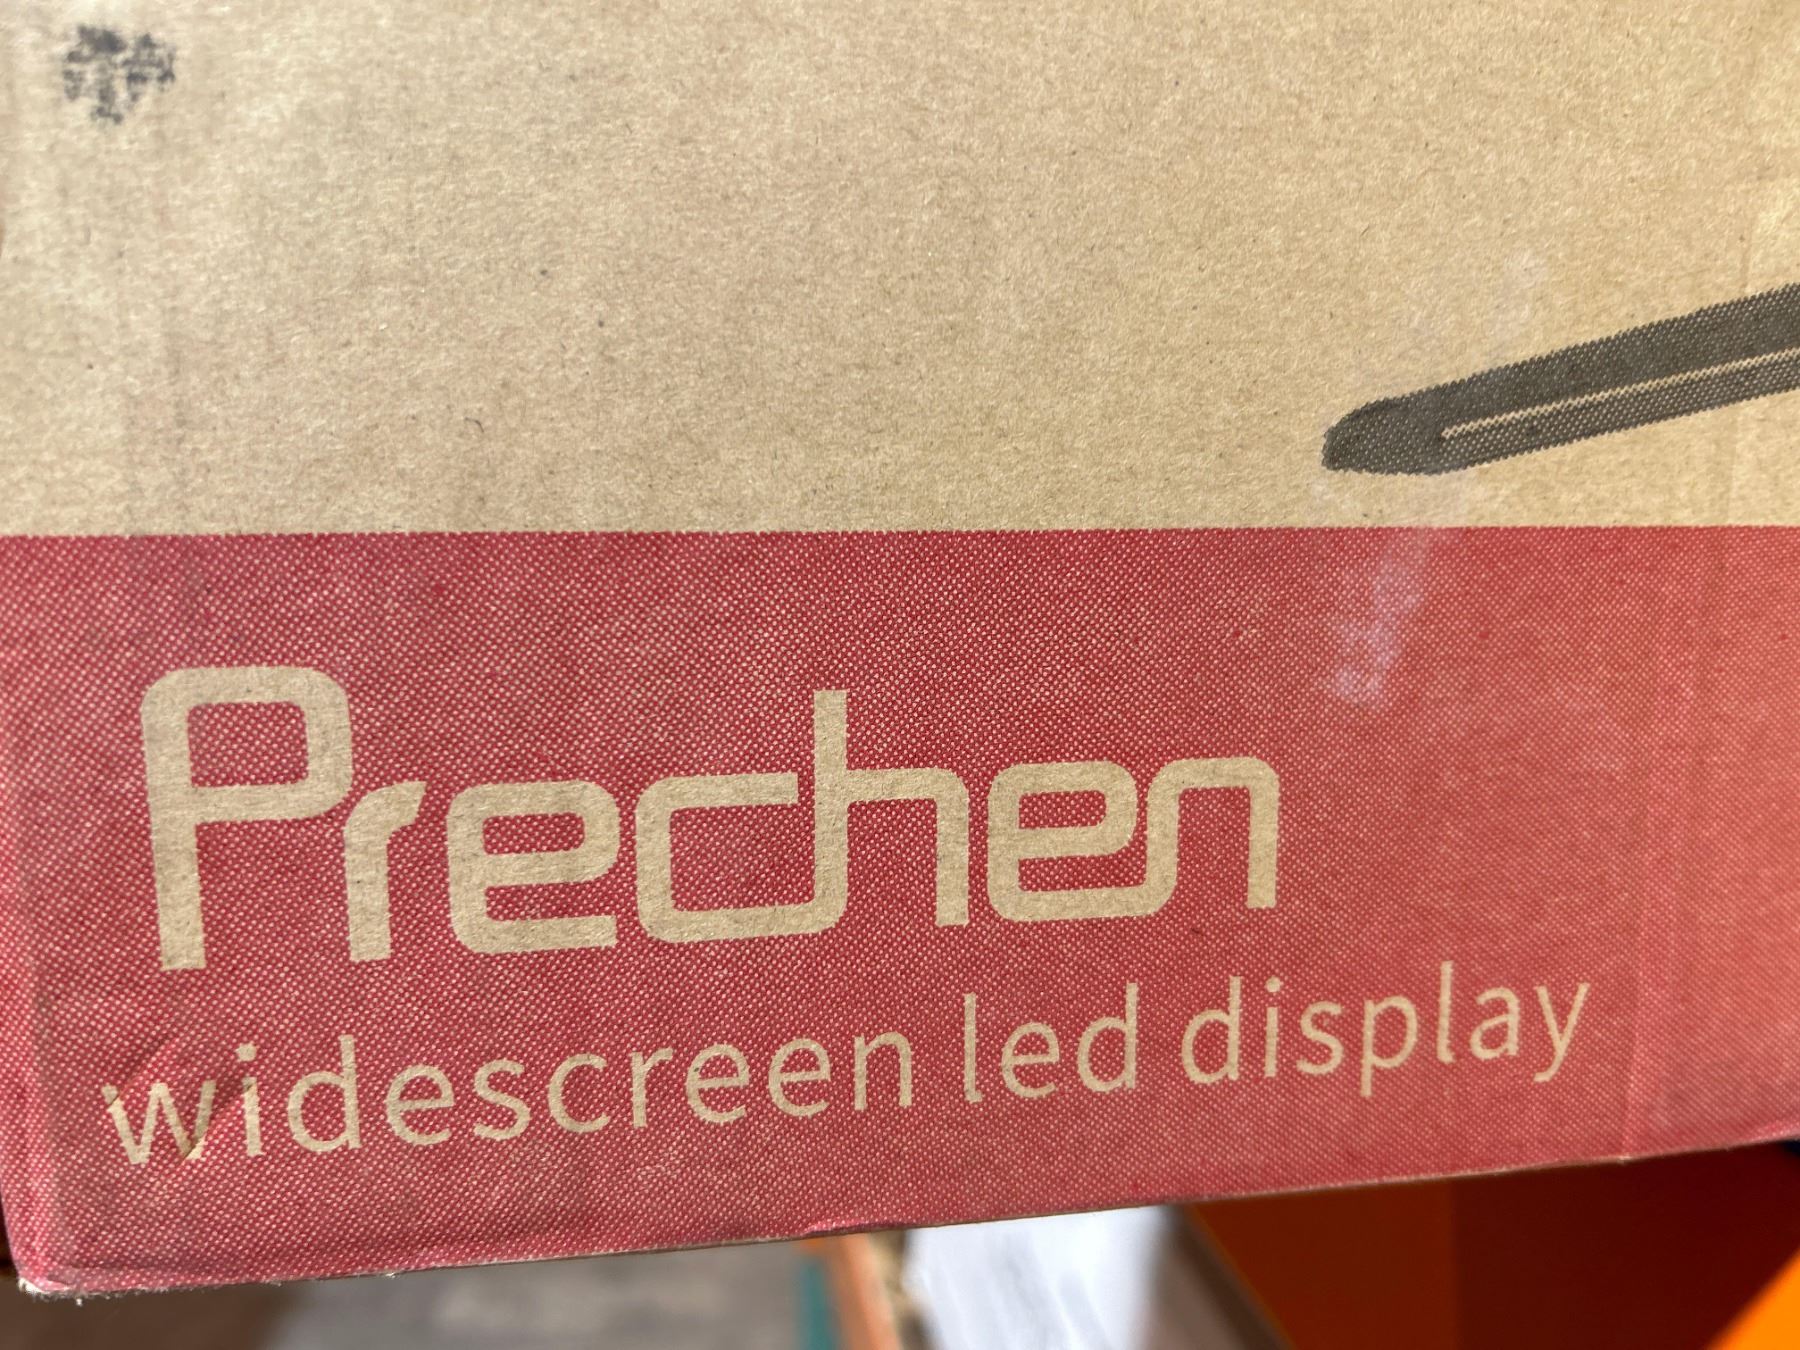 Prechen
widescreen led display